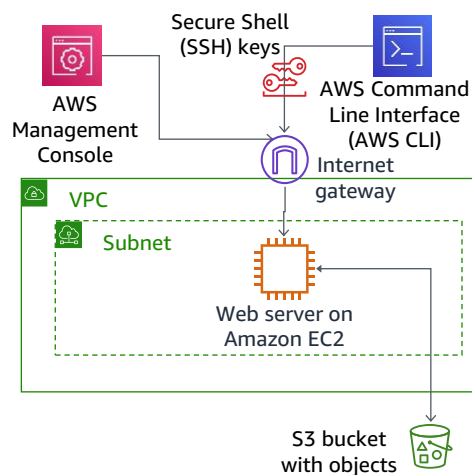 Secure Shell
(SSH) keys
AWS
Management
Console
AWS Command
Line Interface
(AWS CLI)
Internet
gateway
VPC
Subnet
Web server on
Amazon EC2
S3 bucket
with objects